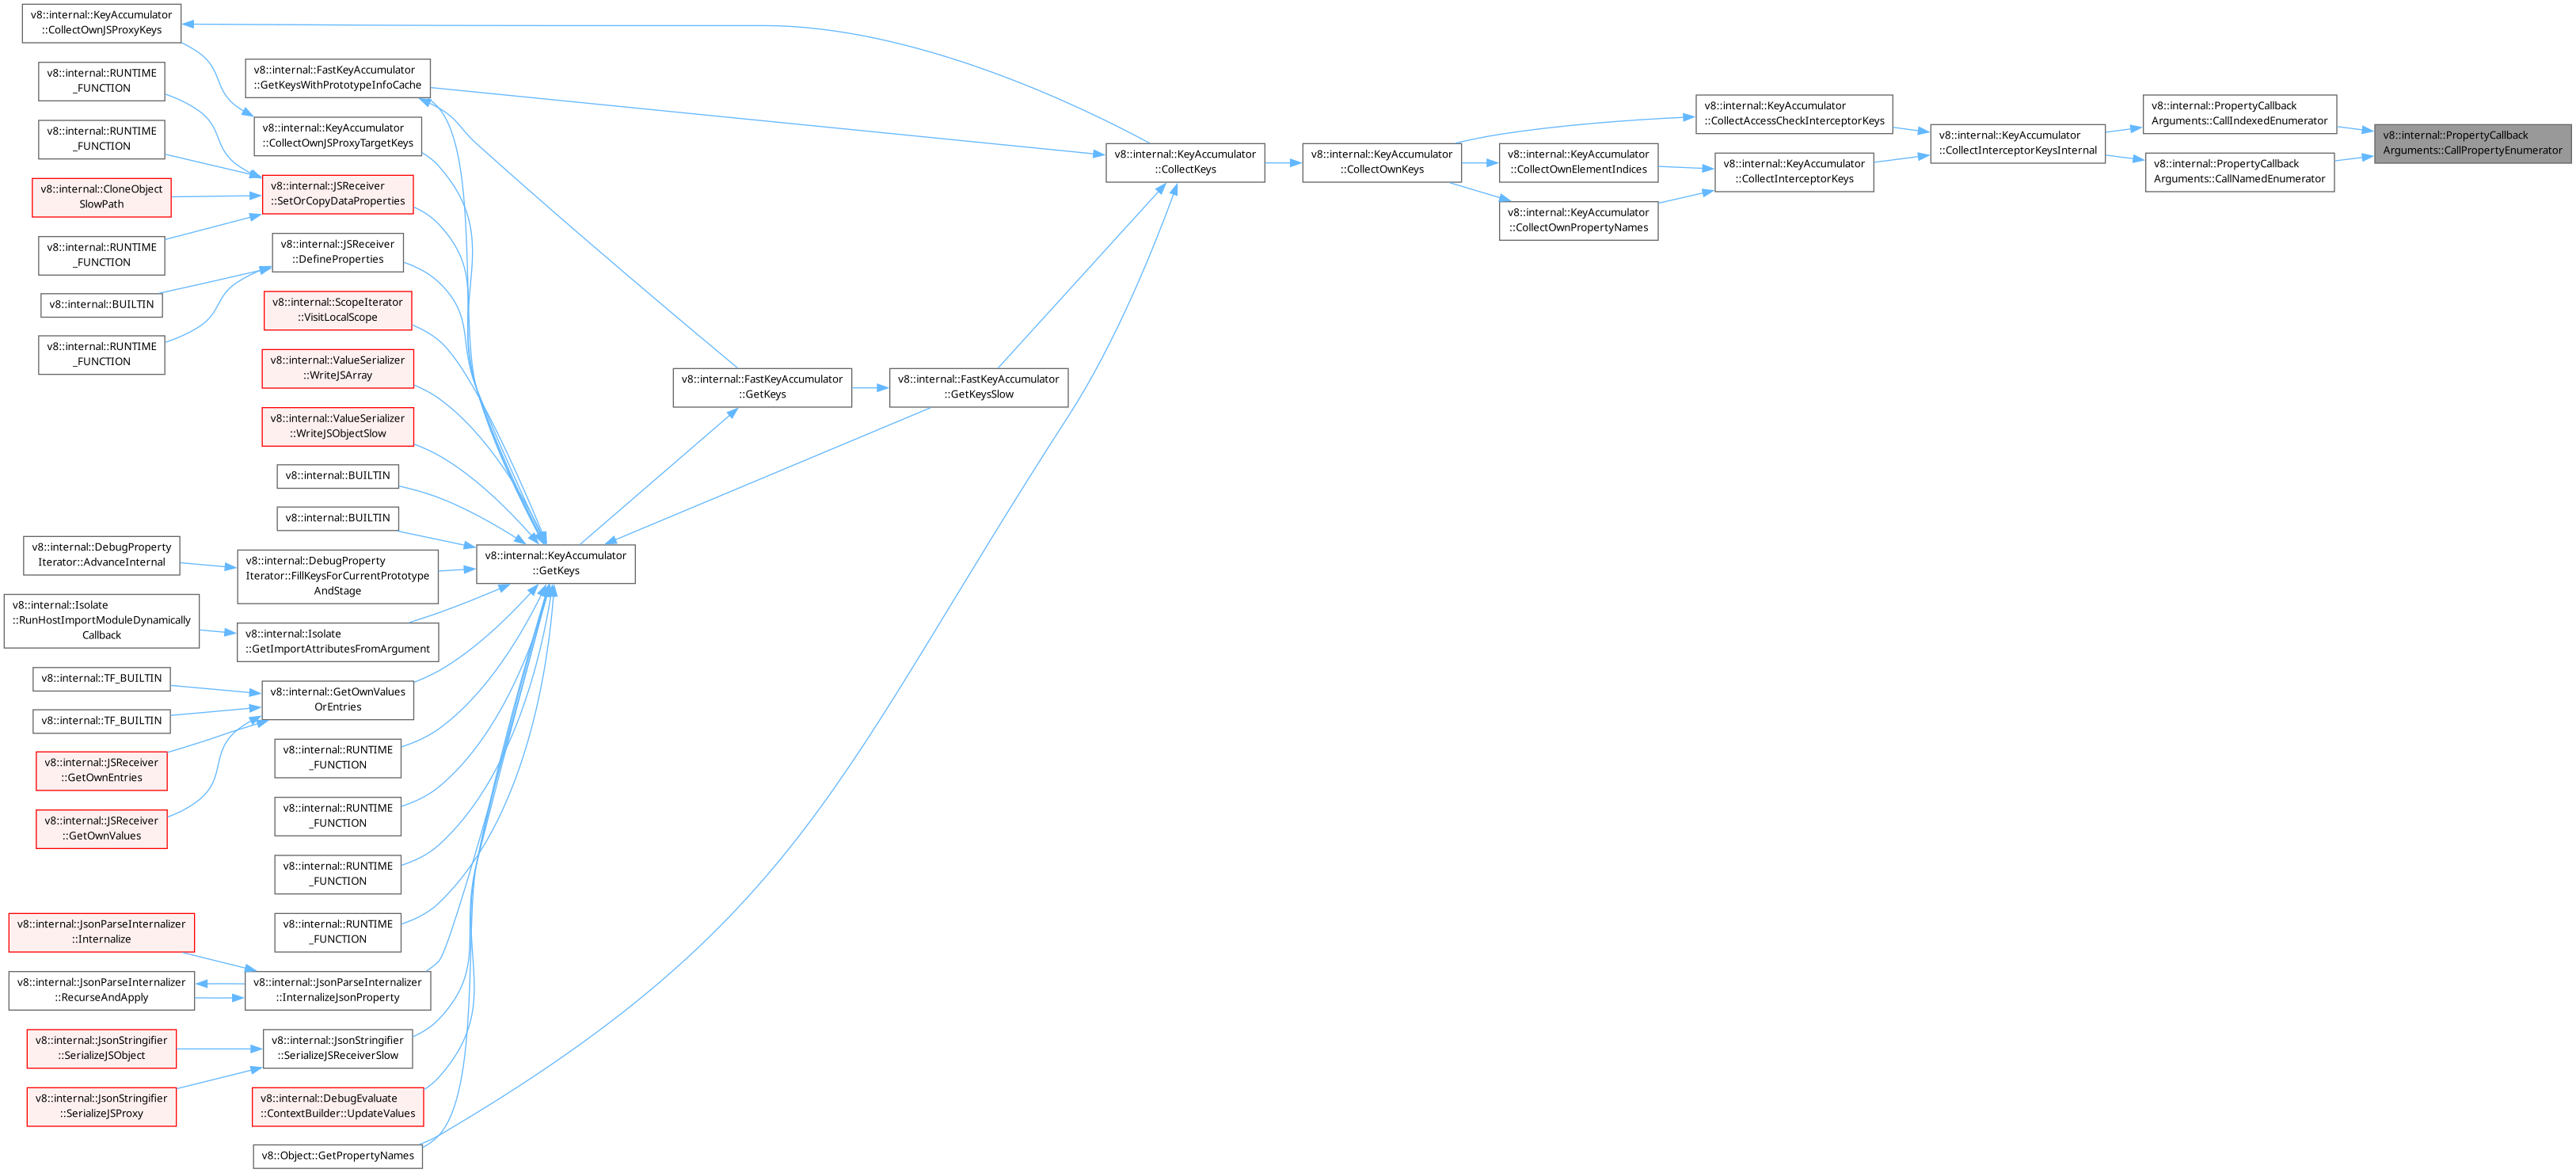 v8::internal::KeyAccumulator
::CollectOwnJSProxyKeys
v8::internal::RUNTIME
_FUNCTION
v8::internal::RUNTIME
_FUNCTION
v8::internal::CloneObject
SlowPath
v8::internal::RUNTIME
_FUNCTION
v8::internal::BUILTIN
v8::internal::RUNTIME
_FUNCTION
v8::internal::DebugProperty
Iterator::AdvanceInternal
v8::internal::Isolate
::RunHostImportModuleDynamically
Callback
v8::internal::TF_BUILTIN
v8::internal::TF_BUILTIN
v8::internal::JSReceiver
::GetOwnEntries
v8::internal::JSReceiver
::GetOwnValues
v8::internal::JsonParseInternalizer
::Internalize
v8::internal::JsonParseInternalizer
::RecurseAndApply
v8::internal::JsonStringifier
::SerializeJSObject
v8::internal::JsonStringifier
::SerializeJSProxy
v8::internal::FastKeyAccumulator
::GetKeysWithPrototypeInfoCache
v8::internal::KeyAccumulator
::CollectOwnJSProxyTargetKeys
v8::internal::JSReceiver
::SetOrCopyDataProperties
v8::internal::JSReceiver
::DefineProperties
v8::internal::ScopeIterator
::VisitLocalScope
v8::internal::ValueSerializer
::WriteJSArray
v8::internal::ValueSerializer
::WriteJSObjectSlow
v8::internal::BUILTIN
v8::internal::BUILTIN
v8::internal::DebugProperty
Iterator::FillKeysForCurrentPrototype
AndStage
v8::internal::Isolate
::GetImportAttributesFromArgument
v8::internal::GetOwnValues
OrEntries
v8::internal::RUNTIME
_FUNCTION
v8::internal::RUNTIME
_FUNCTION
v8::internal::RUNTIME
_FUNCTION
v8::internal::RUNTIME
_FUNCTION
v8::internal::JsonParseInternalizer
::InternalizeJsonProperty
v8::internal::JsonStringifier
::SerializeJSReceiverSlow
v8::internal::DebugEvaluate
::ContextBuilder::UpdateValues
v8::Object::GetPropertyNames
v8::internal::KeyAccumulator
::GetKeys
v8::internal::FastKeyAccumulator
::GetKeys
v8::internal::FastKeyAccumulator
::GetKeysSlow
v8::internal::KeyAccumulator
::CollectKeys
v8::internal::KeyAccumulator
::CollectOwnKeys
v8::internal::KeyAccumulator
::CollectOwnElementIndices
v8::internal::KeyAccumulator
::CollectOwnPropertyNames
v8::internal::KeyAccumulator
::CollectAccessCheckInterceptorKeys
v8::internal::KeyAccumulator
::CollectInterceptorKeys
v8::internal::KeyAccumulator
::CollectInterceptorKeysInternal
v8::internal::PropertyCallback
Arguments::CallIndexedEnumerator
v8::internal::PropertyCallback
Arguments::CallNamedEnumerator
v8::internal::PropertyCallback
Arguments::CallPropertyEnumerator